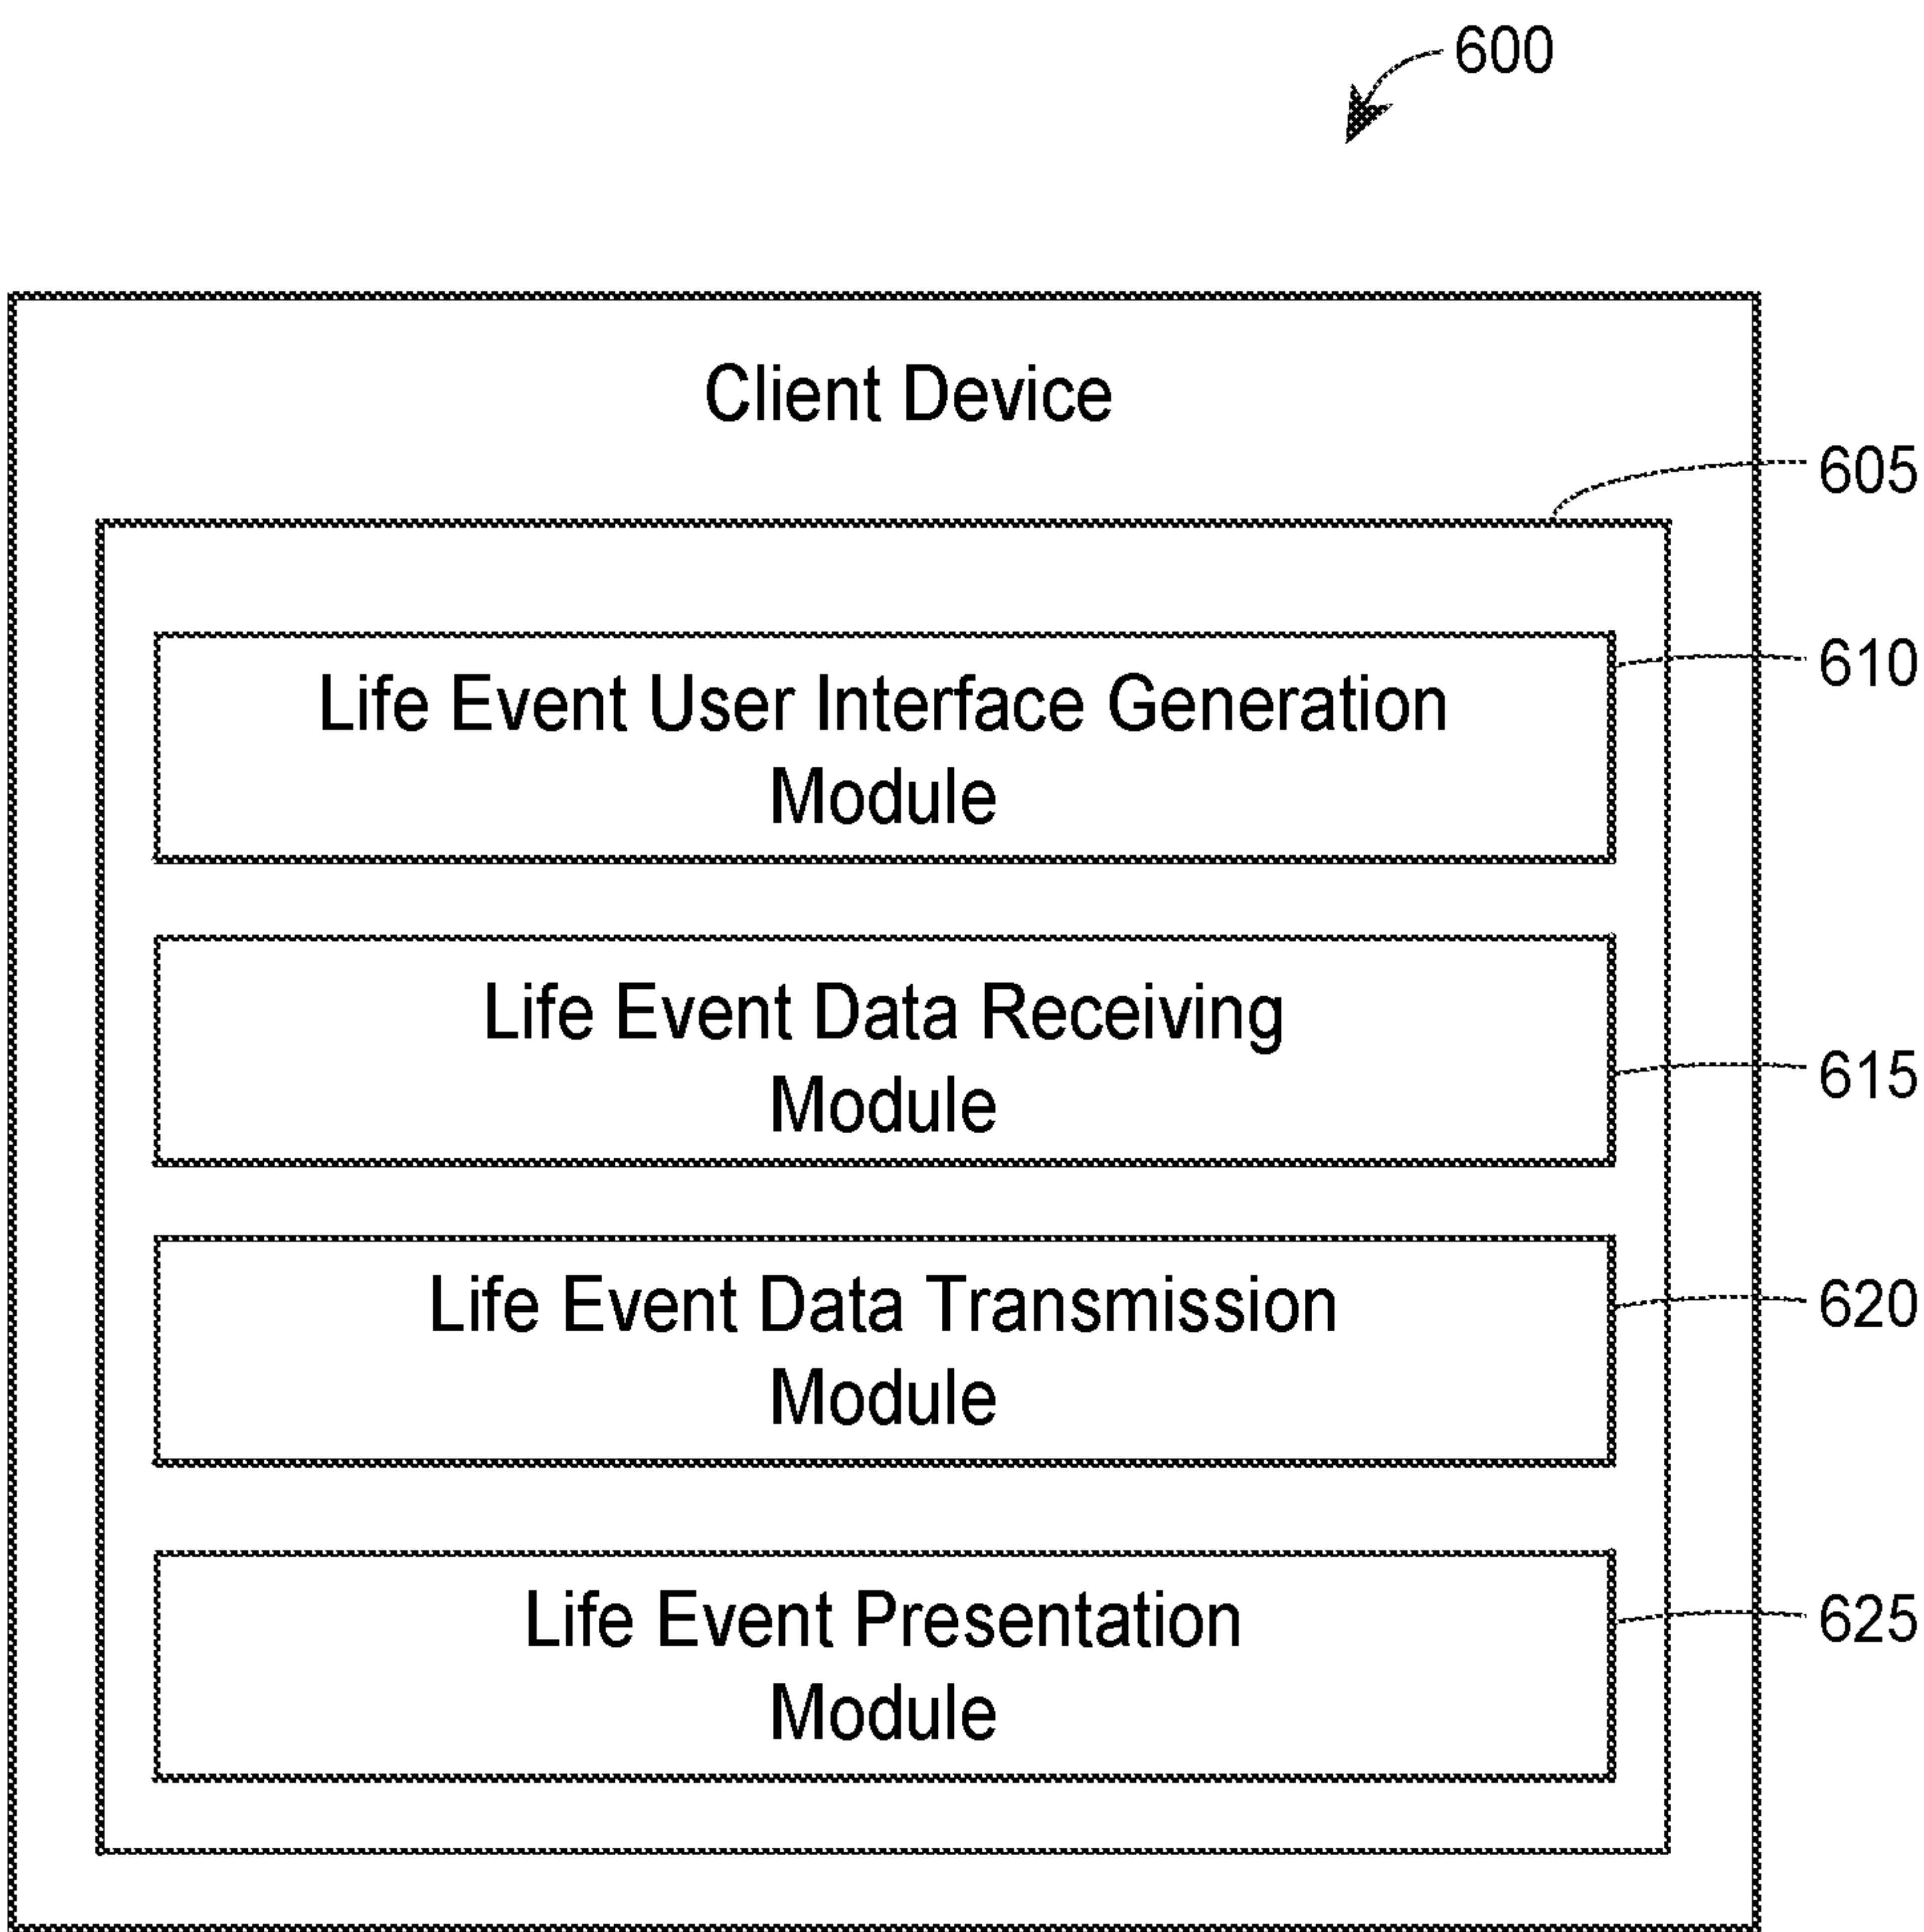 600
Client Device
605
Life Event User Interface Generation
Module
610
Life Event Data Receiving
Module
615
Life Event Data Transmission
Module
620
Life Event Presentation
Module
625